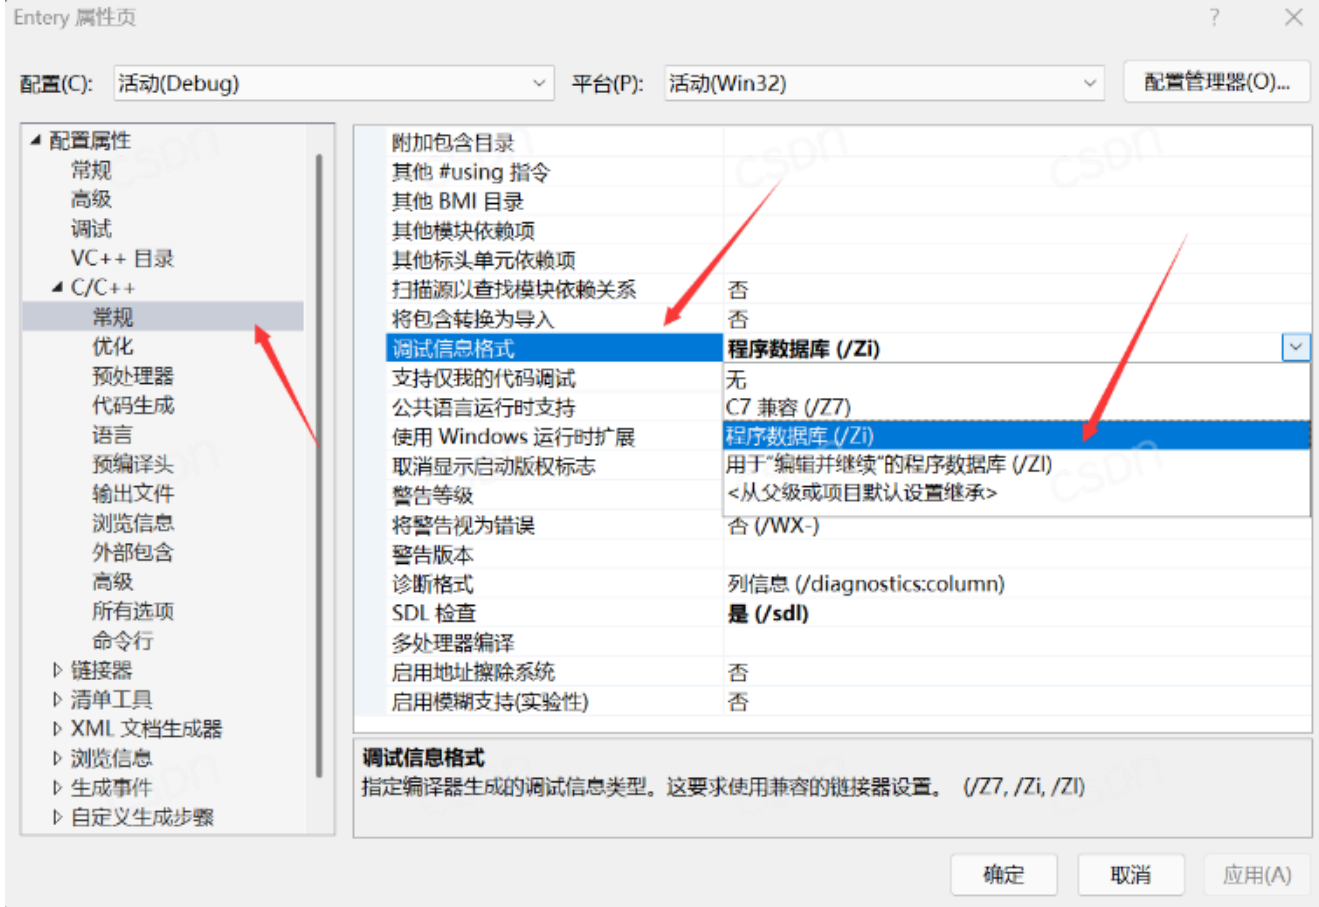 Entery 属性页
配置(C): 活动(Debug) 平台(P): 活动(Win32) 配置管理器(O)...
配置属性
常规
高级
调试
VC++ 目录
C/C++
常规
优化
预处理器
代码生成
语言
预编译头
输出文件
浏览信息
外部包含
高级
所有选项
命令行
链接器
清单工具
XML 文档生成器
浏览信息
生成事件
自定义生成步骤
附加包含目录
其他 #using 指令
其他 BMI 目录
其他模块依赖项
其他标头单元依赖项
扫描源以查找模块依赖关系 否
将包含转换为导入 否
调试信息格式 程序数据库 (/Zi)
支持仅我的代码调试
公共语言运行时支持
使用 Windows 运行时扩展
取消显示启动版权标志
警告等级
无
C7 兼容 (/Z7)
程序数据库 (/Zi)
用于“编辑并继续”的程序数据库 (/ZI)
<从父级或项目默认设置继承>
将警告视为错误 否 (/WX-)
警告版本
诊断格式 列信息 (/diagnostics:column)
SDL 检查 是 (/sdl)
多处理器编译
启用地址擦除系统 否
启用模糊支持(实验性) 否
调试信息格式
指定编译器生成的调试信息类型。这要求使用兼容的链接器设置。 (/Z7, /Zi, /ZI)
确定 取消 应用(A)
CSDN